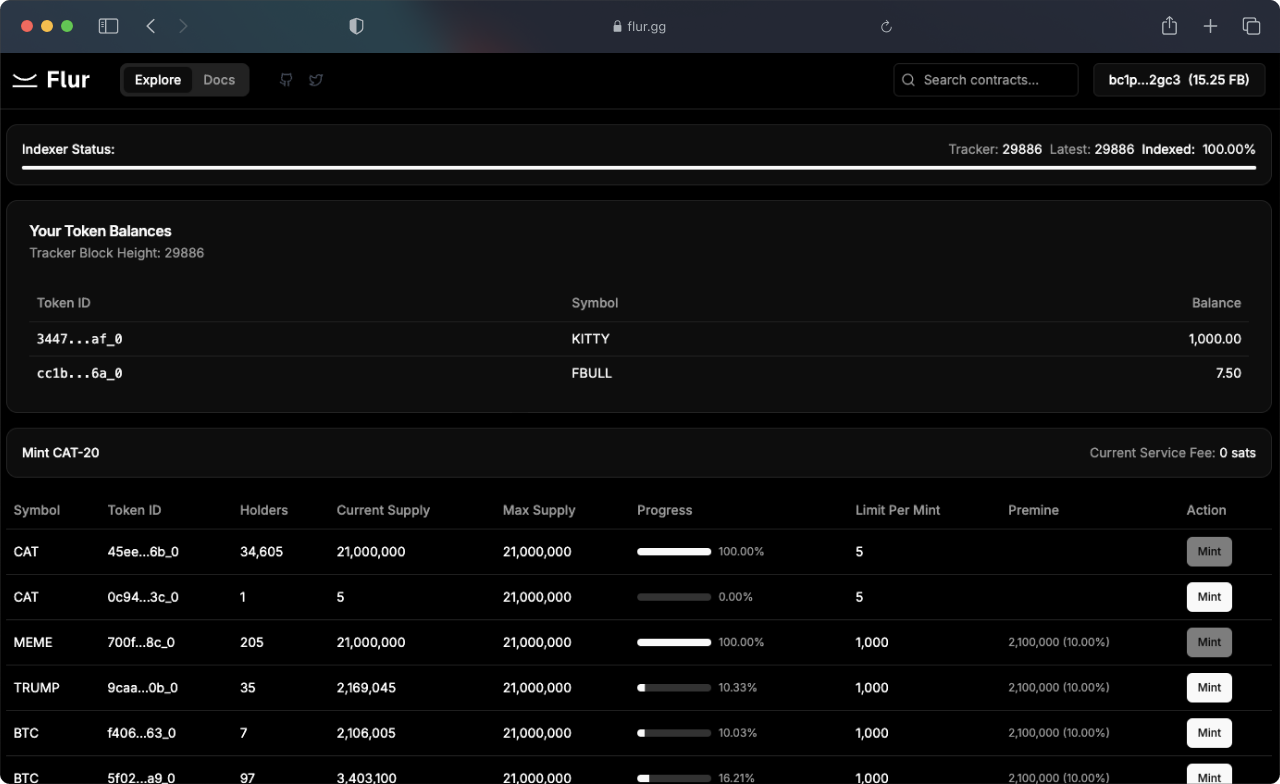 flur.gg
Flur Explore Docs Search contracts... bc1p...2gc3 (15.25 FB)
Indexer Status: Tracker: 29886 Latest: 29886 Indexed: 100.00%
Your Token Balances
Tracker Block Height: 29886
Token ID Symbol Balance
3447...af_0 KITTY 1,000.00
cc1b...6a_0 FBULL 7.50
Mint CAT-20 Current Service Fee: 0 sats
Symbol Token ID Holders Current Supply Max Supply Progress Limit Per Mint Premine Action
CAT 45ee...6b_0 34,605 21,000,000 21,000,000 100.00% 5 Mint
CAT 0c94...3c_0 1 5 21,000,000 0.00% 5 Mint
MEME 700f...8c_0 205 21,000,000 21,000,000 100.00% 1,000 2,100,000 (10.00%) Mint
TRUMP 9caa...0b_0 35 2,169,045 21,000,000 10.33% 1,000 2,100,000 (10.00%) Mint
BTC f406...63_0 7 2,106,005 21,000,000 10.03% 1,000 2,100,000 (10.00%) Mint
BTC 5f02...a9_0 97 3,403,100 21,000,000 16.21% 1,000 2,100,000 (10.00%) Mint